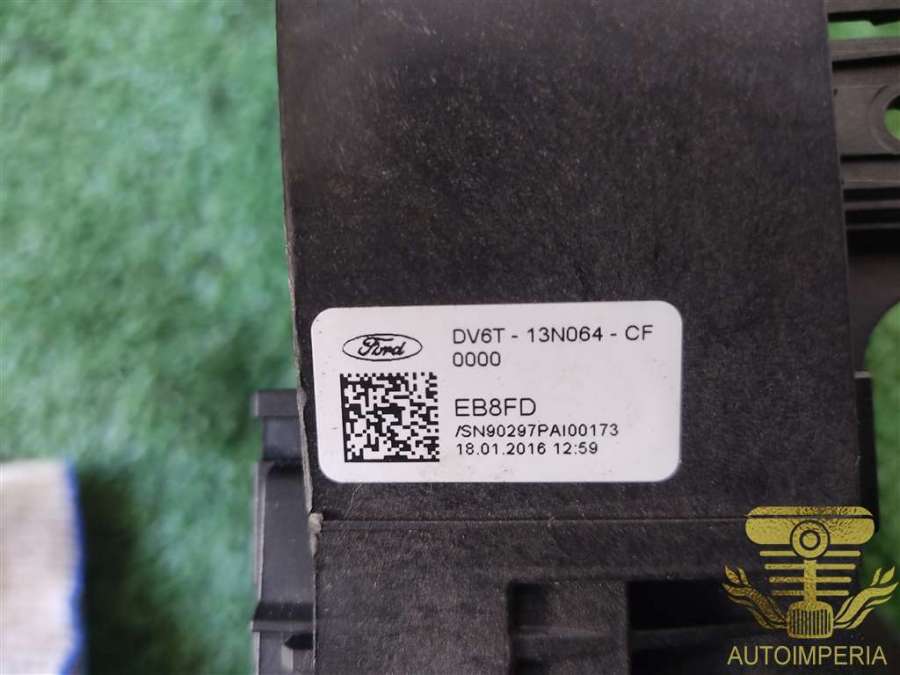 Ford
DV6T - 13N064 - CF
0000
EB8FD
/SN90297PAI00173
18.01.2016 12:59
AUTOIMPERIA